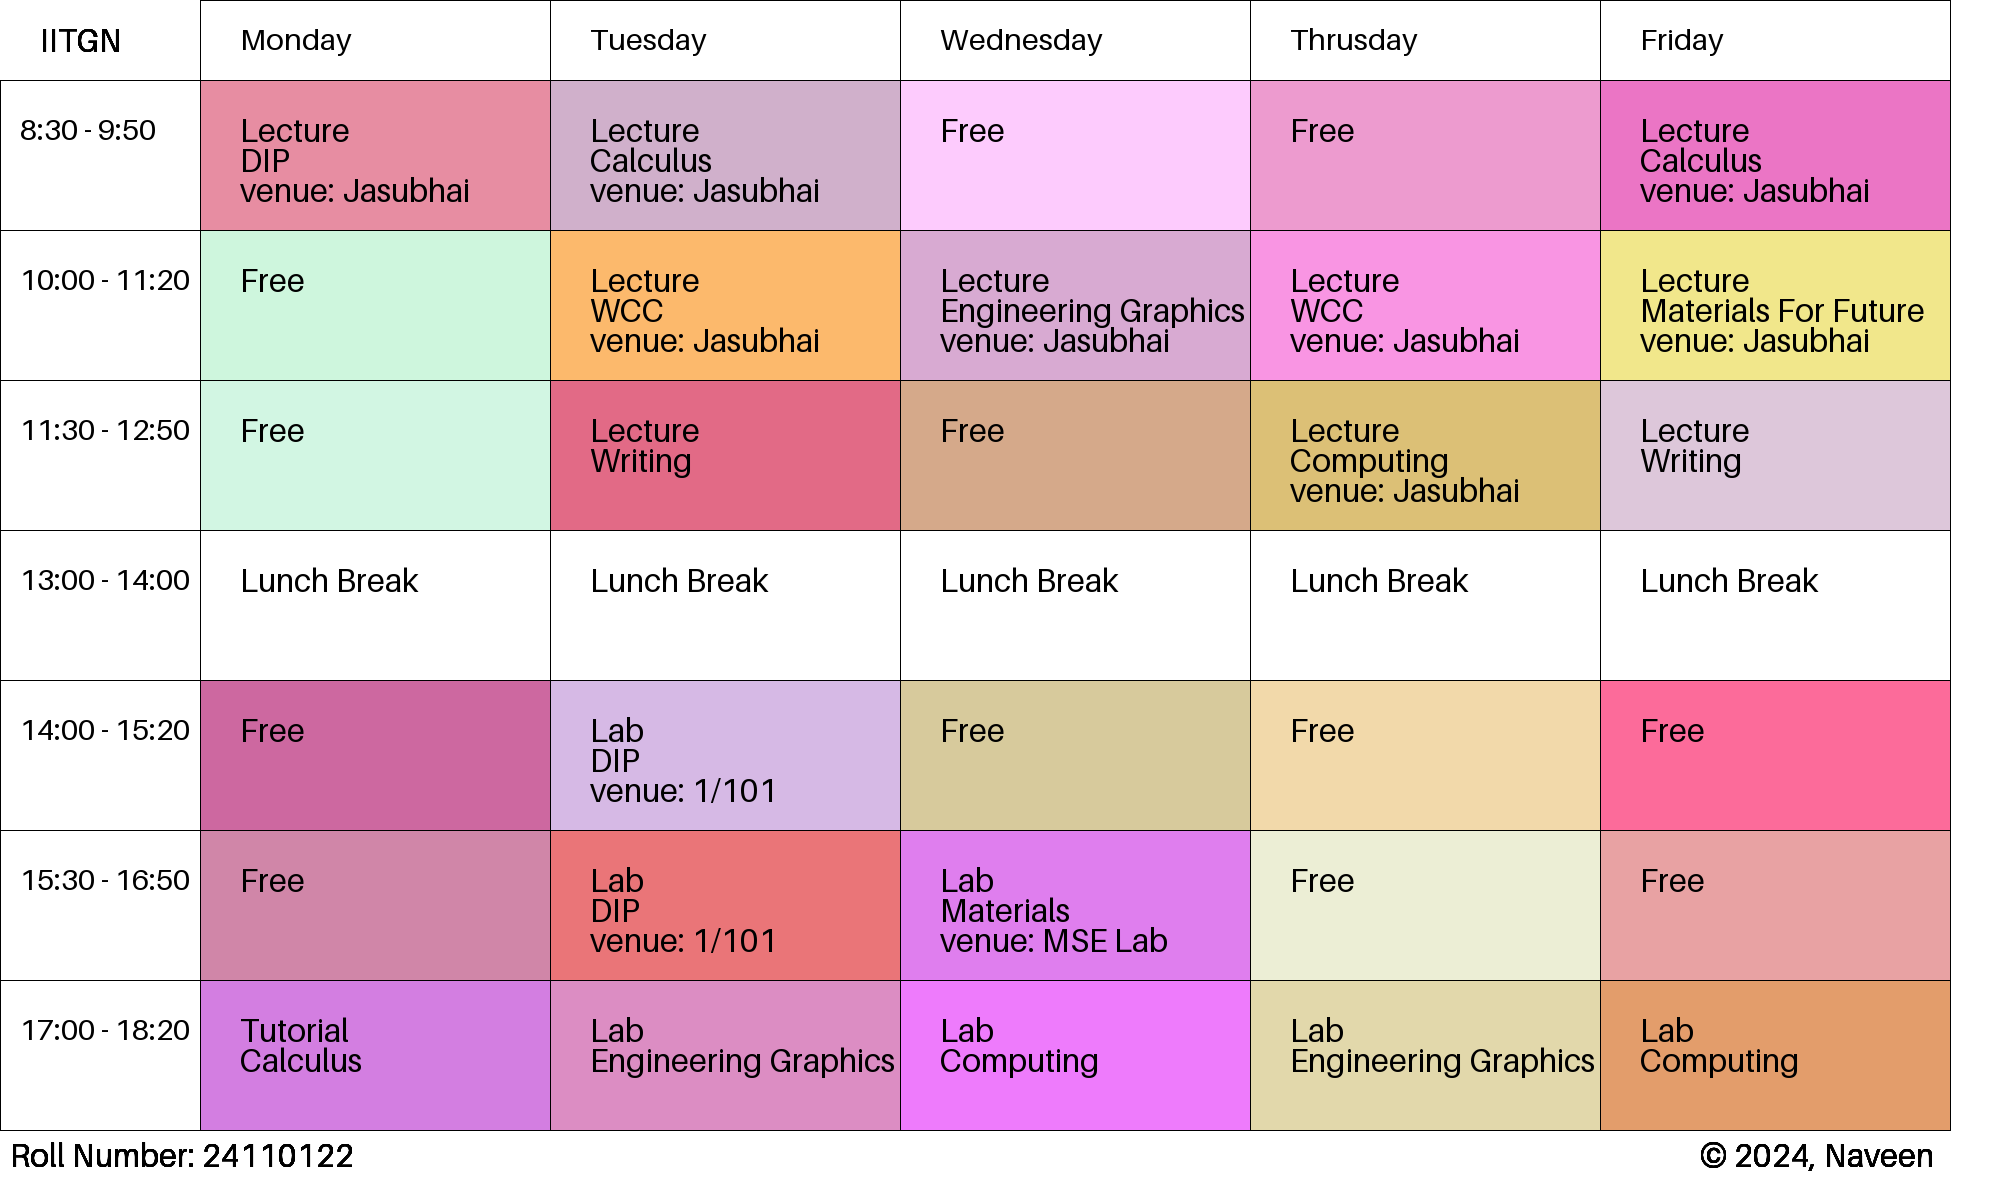 IITGN Monday Tuesday Wednesday Thrusday Friday
8:30 - 9:50
Lecture
DIP
venue: Jasubhai
Lecture
Calculus
venue: Jasubhai
Free
Free
Lecture
Calculus
venue: Jasubhai
10:00 - 11:20
Free
Lecture
WCC
venue: Jasubhai
Lecture
Engineering Graphics
venue: Jasubhai
Lecture
WCC
venue: Jasubhai
Lecture
Materials For Future
venue: Jasubhai
11:30 - 12:50
Free
Lecture
Writing
Free
Lecture
Computing
venue: Jasubhai
Lecture
Writing
13:00 - 14:00
Lunch Break
Lunch Break
Lunch Break
Lunch Break
Lunch Break
14:00 - 15:20
Free
Lab
DIP
venue: 1/101
Free
Free
Free
15:30 - 16:50
Free
Lab
DIP
venue: 1/101
Lab
Materials
venue: MSE Lab
Free
Free
17:00 - 18:20
Tutorial
Calculus
Lab
Engineering Graphics
Lab
Computing
Lab
Engineering Graphics
Lab
Computing
Roll Number: 24110122
© 2024, Naveen